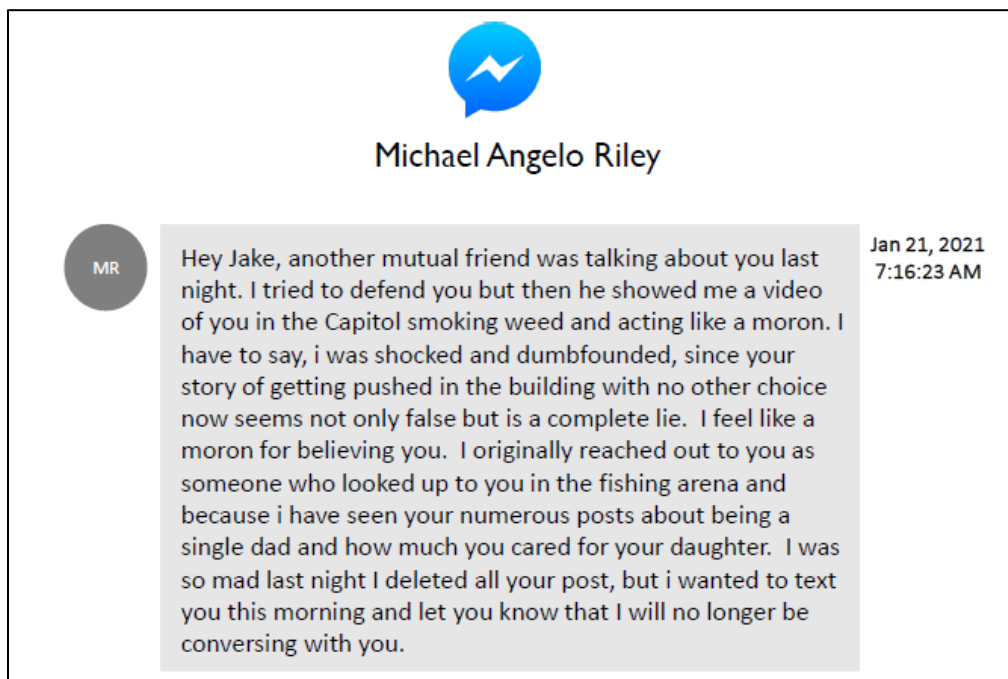 Michael Angelo Riley
MR
Hey Jake, another mutual friend was talking about you last
night. I tried to defend you but then he showed me a video
of you in the Capitol smoking weed and acting like a moron. I
have to say, i was shocked and dumbfounded, since your
story of getting pushed in the building with no other choice
now seems not only false but is a complete lie.  I feel like a
moron for believing you.  I originally reached out to you as
someone who looked up to you in the fishing arena and
because i have seen your numerous posts about being a
single dad and how much you cared for your daughter.  I was
so mad last night I deleted all your post, but i wanted to text
you this morning and let you know that I will no longer be
conversing with you.
Jan 21, 2021
7:16:23 AM